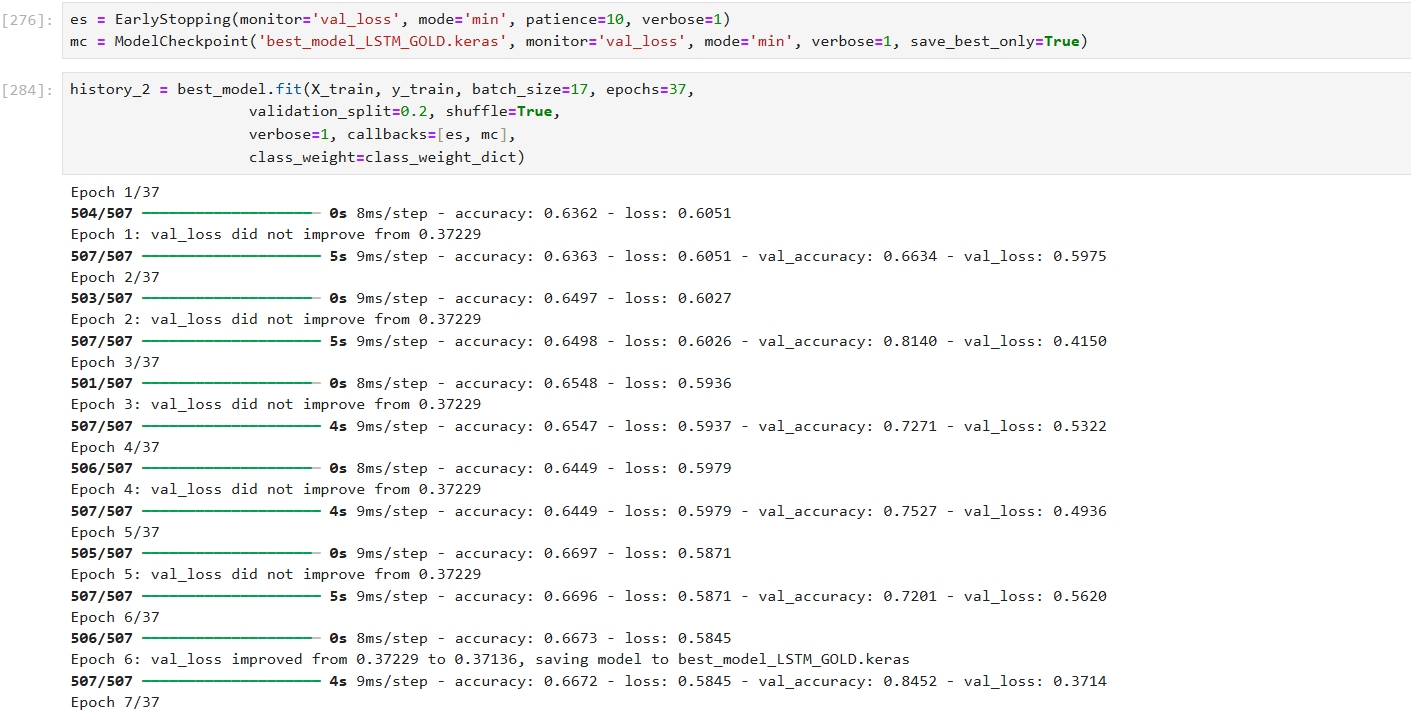 [276]: es = EarlyStopping(monitor='val_loss', mode='min', patience=10, verbose=1)
mc = ModelCheckpoint('best_model_LSTM_GOLD.keras', monitor='val_loss', mode='min', verbose=1, save_best_only=True)
[284]: history_2 = best_model.fit(X_train, y_train, batch_size=17, epochs=37,
validation_split=0.2, shuffle=True,
verbose=1, callbacks=[es, mc],
class_weight=class_weight_dict)
Epoch 1/37
504/507 0s 8ms/step - accuracy: 0.6362 - loss: 0.6051
Epoch 1: val_loss did not improve from 0.37229
507/507 5s 9ms/step - accuracy: 0.6363 - loss: 0.6051 - val_accuracy: 0.6634 - val_loss: 0.5975
Epoch 2/37
503/507 0s 9ms/step - accuracy: 0.6497 - loss: 0.6027
Epoch 2: val_loss did not improve from 0.37229
507/507 5s 9ms/step - accuracy: 0.6498 - loss: 0.6026 - val_accuracy: 0.8140 - val_loss: 0.4150
Epoch 3/37
501/507 0s 8ms/step - accuracy: 0.6548 - loss: 0.5936
Epoch 3: val_loss did not improve from 0.37229
507/507 4s 9ms/step - accuracy: 0.6547 - loss: 0.5937 - val_accuracy: 0.7271 - val_loss: 0.5322
Epoch 4/37
506/507 0s 8ms/step - accuracy: 0.6449 - loss: 0.5979
Epoch 4: val_loss did not improve from 0.37229
507/507 4s 9ms/step - accuracy: 0.6449 - loss: 0.5979 - val_accuracy: 0.7527 - val_loss: 0.4936
Epoch 5/37
505/507 0s 9ms/step - accuracy: 0.6697 - loss: 0.5871
Epoch 5: val_loss did not improve from 0.37229
507/507 5s 9ms/step - accuracy: 0.6696 - loss: 0.5871 - val_accuracy: 0.7201 - val_loss: 0.5620
Epoch 6/37
506/507 0s 8ms/step - accuracy: 0.6673 - loss: 0.5845
Epoch 6: val_loss improved from 0.37229 to 0.37136, saving model to best_model_LSTM_GOLD.keras
507/507 4s 9ms/step - accuracy: 0.6672 - loss: 0.5845 - val_accuracy: 0.8452 - val_loss: 0.3714
Epoch 7/37